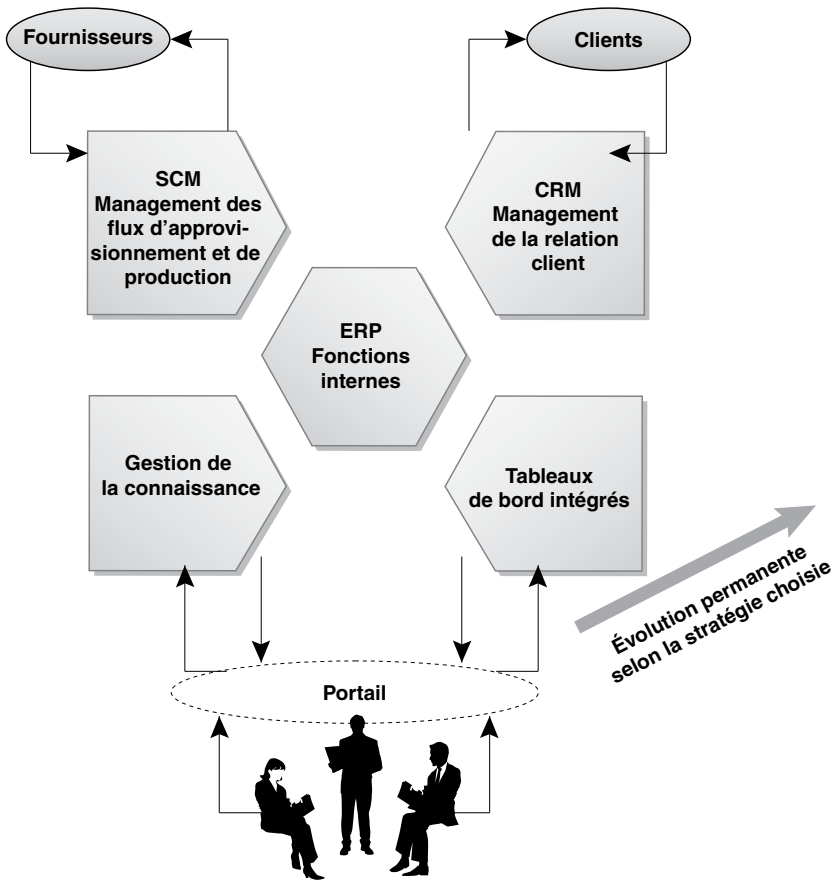 Fournisseurs
Clients
SCM
Management des
flux d'approvi-
sionnement et de
production
CRM
Management
de la relation
client
ERP
Fonctions
internes
Gestion de
la connaissance
Tableaux
de bord intégrés
Évolution permanente
selon la stratégie choisie
Portail